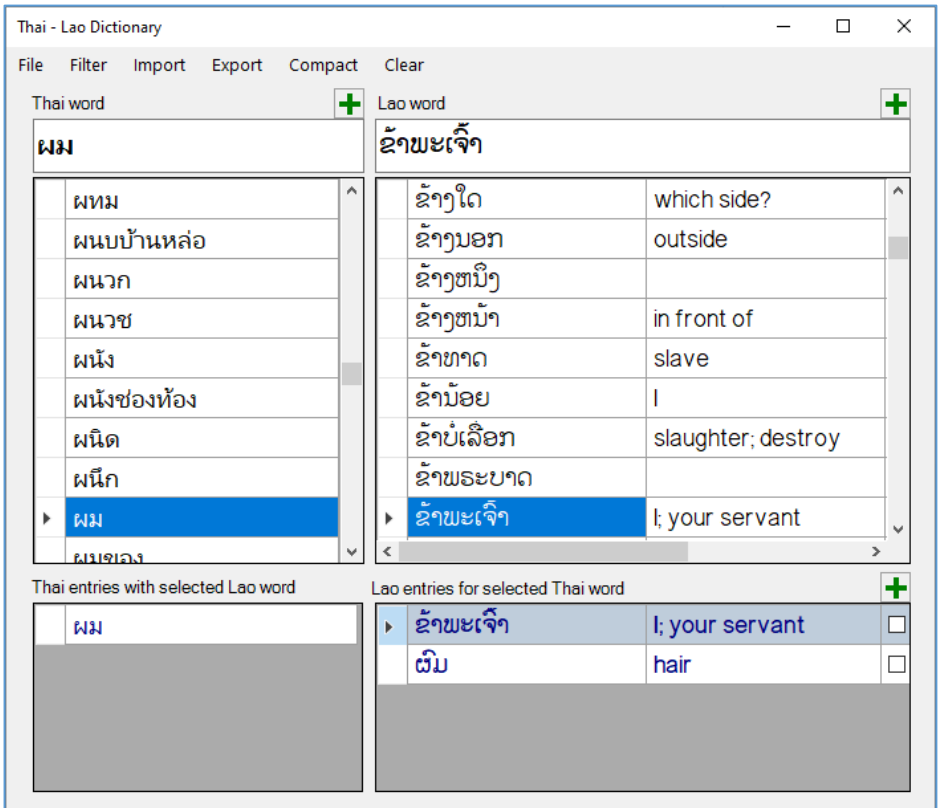 Thai - Lao Dictionary
File Filter Import Export Compact Clear
Thai word
ผม
ผทม
ผนบบ้านหล่อ
ผนวก
ผนวช
ผนัง
ผนังช่องท้อง
ผนิด
ผนึก
ผม
ผมของ
Lao word
ຂ້າພະເຈົ້າ
ຂ້າງໃດ which side?
ຂ້າງນອກ outside
ຂ້າງຫນຶ່ງ
ຂ້າງຫນ້າ in front of
ຂ້າທາດ slave
ຂ້ານ້ອຍ I
ຂ້າບໍ່ເລືອກ slaughter; destroy
ຂ້າພຣະບາດ
ຂ້າພະເຈົ້າ I; your servant
Thai entries with selected Lao word
ผม
Lao entries for selected Thai word
ຂ້າພະເຈົ້າ I; your servant
ຜົມ hair